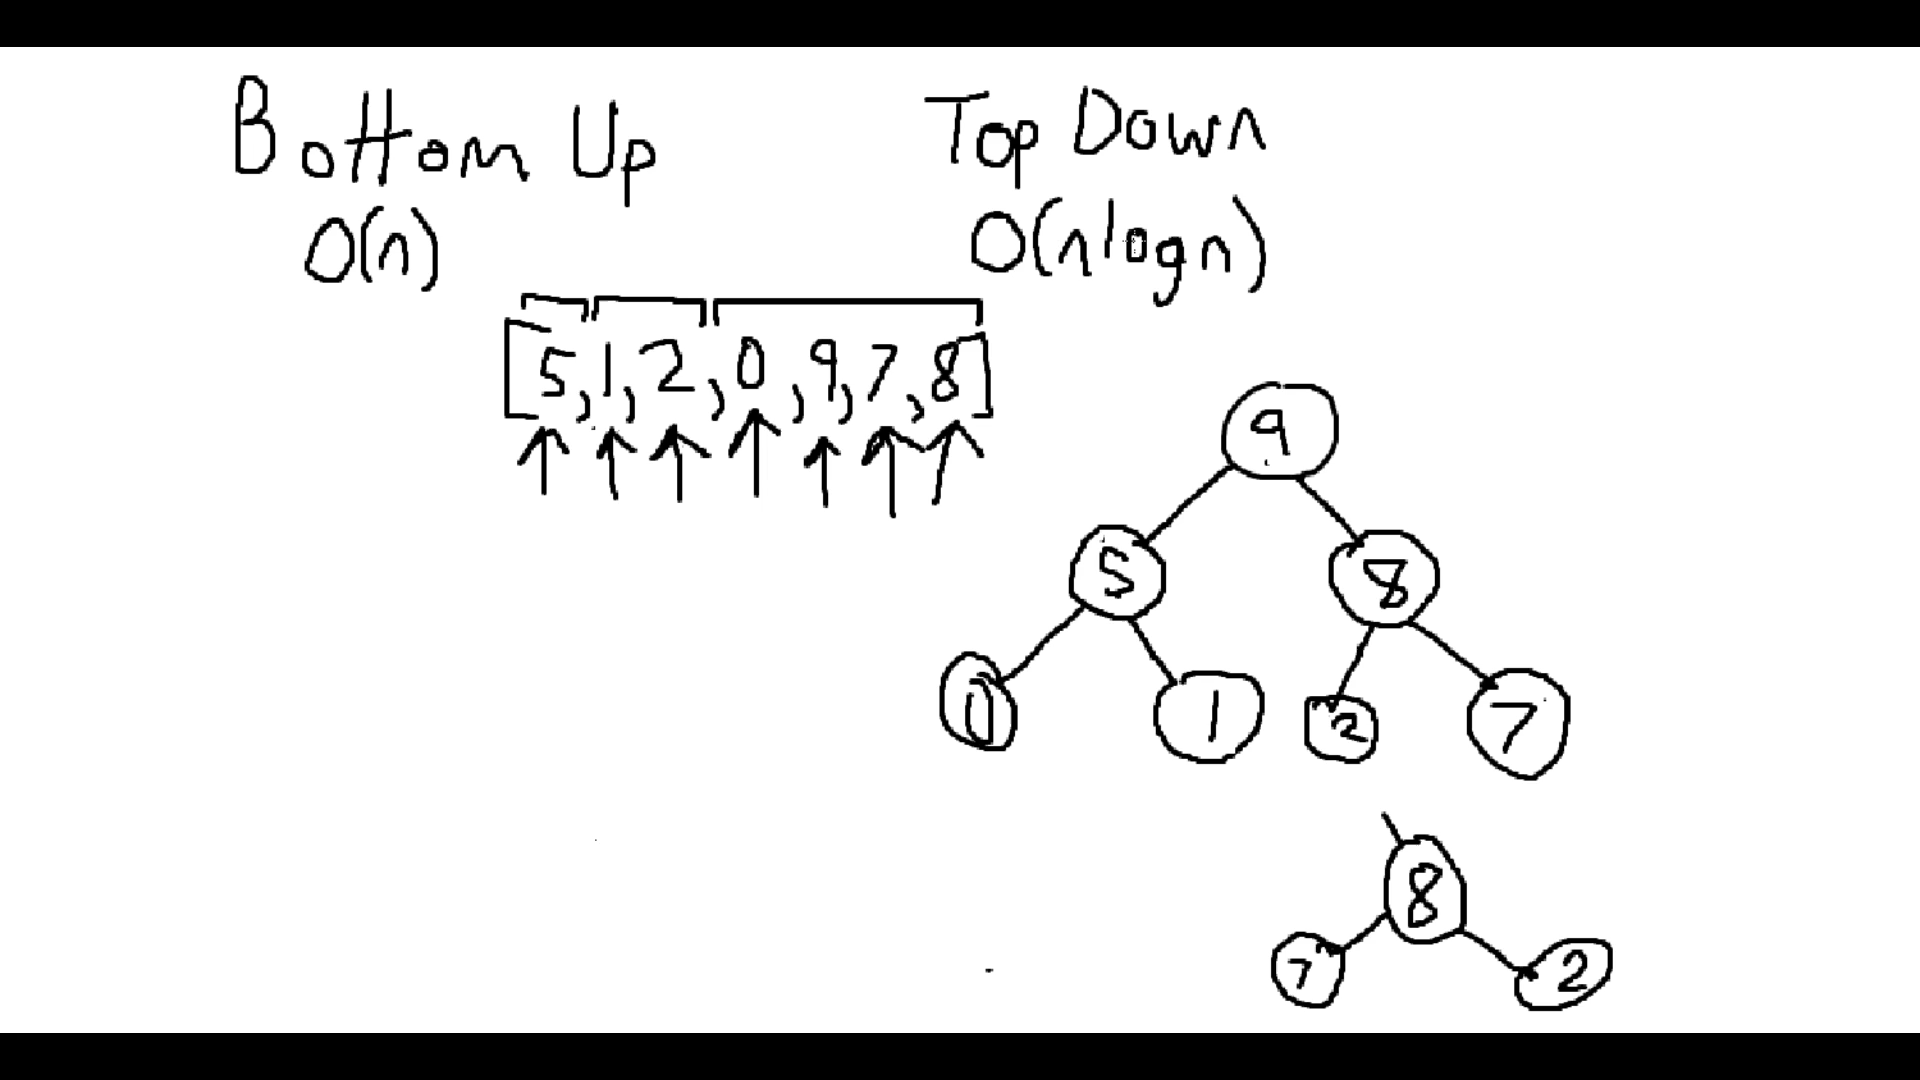 Bottom Up
Top Down
O(n)
O(nlogn)
[5,1,2,0,9,7,8]
9
5 8
0 1 2 7
8
7 2